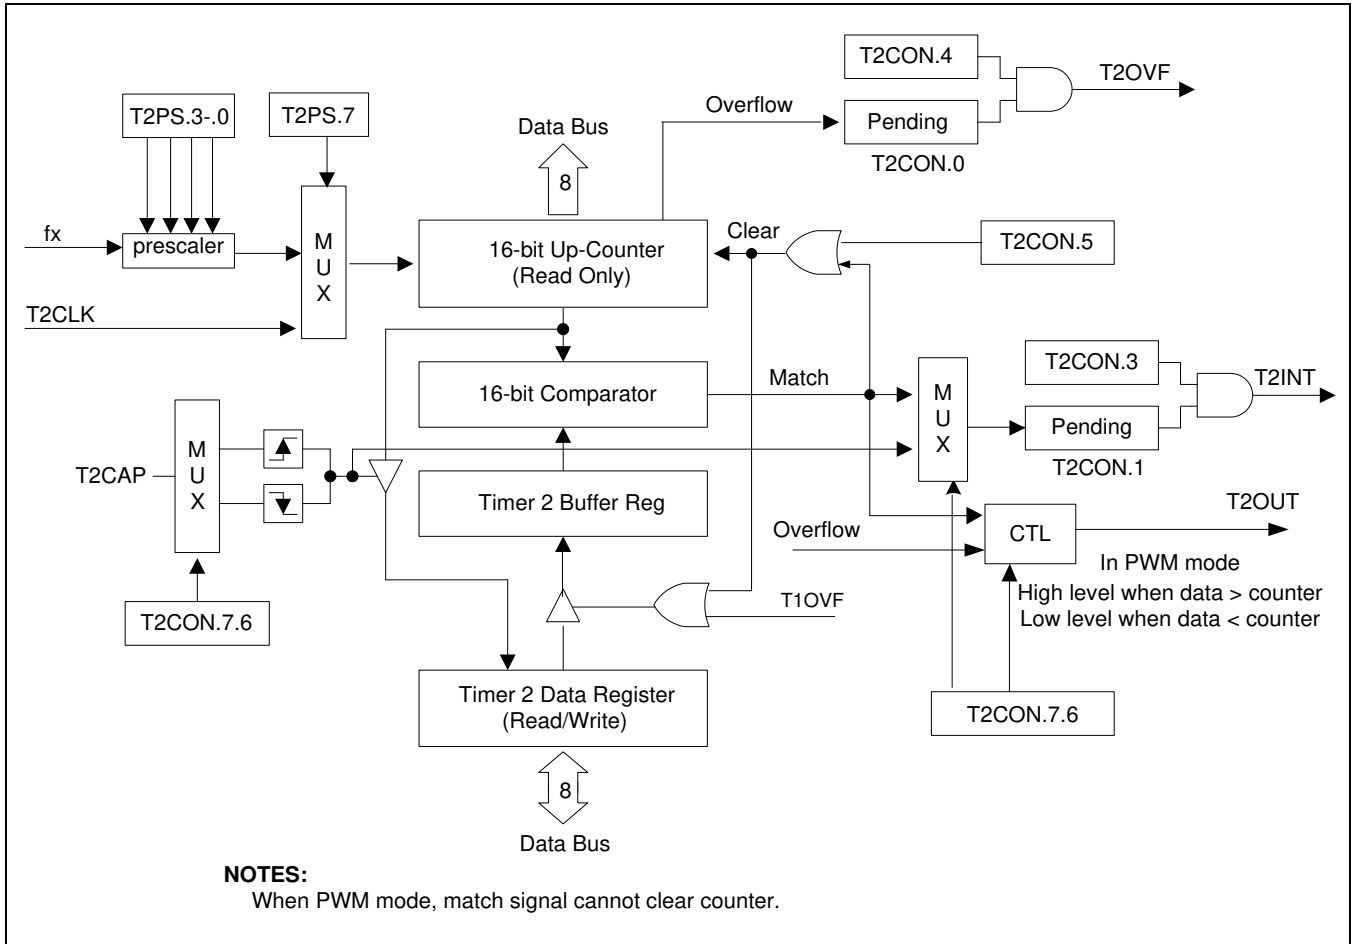 T2CON.4
T2OVF
T2PS.3-.0
T2PS.7
Overflow
Pending
Data Bus
T2CON.0
8
fx
prescaler
M
U
X
16-bit Up-Counter
(Read Only)
Clear
T2CON.5
T2CLK
T2CON.3
T2INT
16-bit Comparator
Match
M
U
X
Pending
T2CON.1
T2CAP
M
U
X
Timer 2 Buffer Reg
T2OUT
Overflow
CTL
In PWM mode
High level when data > counter
Low level when data < counter
T2CON.7.6
T1OVF
Timer 2 Data Register
(Read/Write)
T2CON.7.6
8
Data Bus
NOTES:
When PWM mode, match signal cannot clear counter.